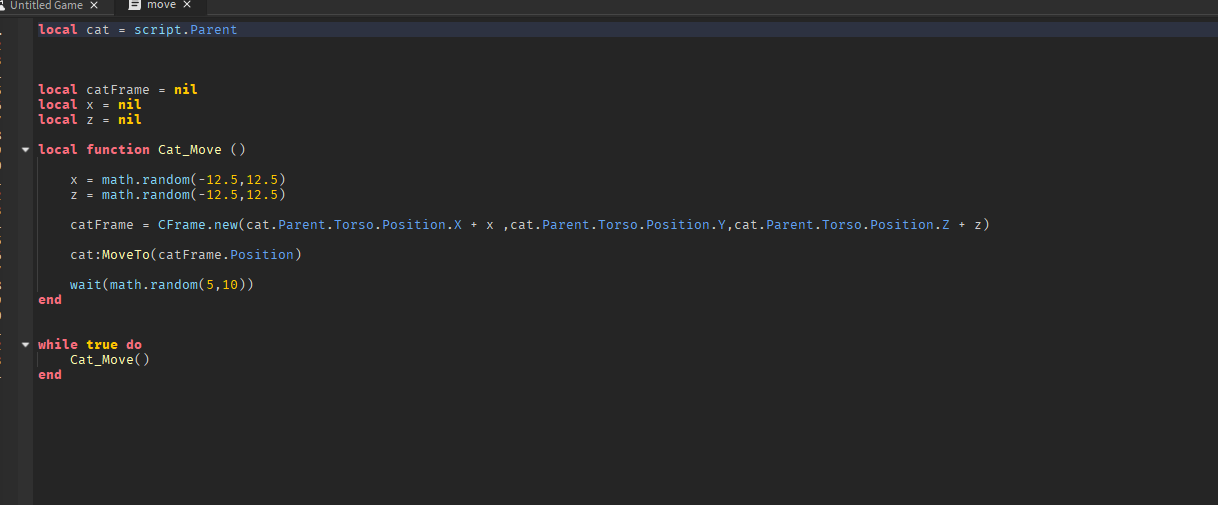 Untitled Game ×
move ×
local cat = script.Parent
local catFrame = nil
local x = nil
local z = nil
local function Cat_Move ()
x = math.random(-12.5,12.5)
z = math.random(-12.5,12.5)
catFrame = CFrame.new(cat.Parent.Torso.Position.X + x ,cat.Parent.Torso.Position.Y,cat.Parent.Torso.Position.Z + z)
cat:MoveTo(catFrame.Position)
wait(math.random(5,10))
end
while true do
Cat_Move()
end